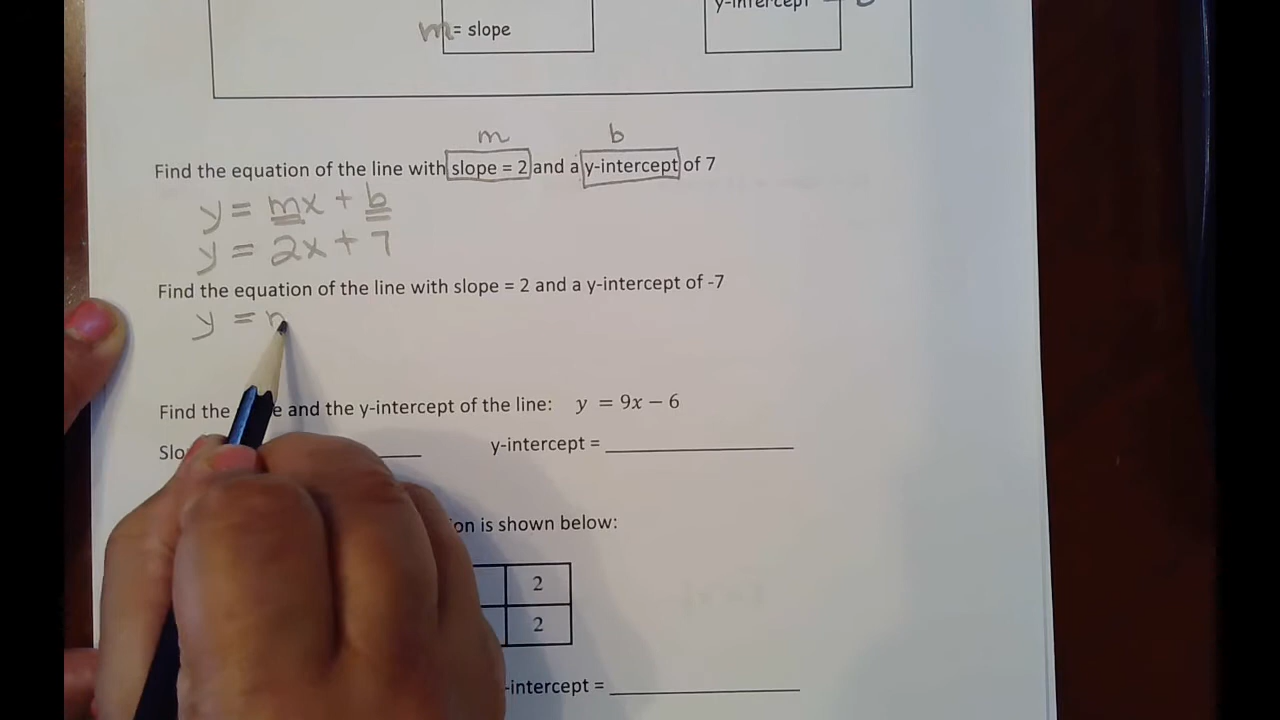 y-intercept
m = slope
m b
Find the equation of the line with slope = 2 and a y-intercept of 7
y = mx + b
y = 2x + 7
Find the equation of the line with slope = 2 and a y-intercept of -7
y =
Find the and the y-intercept of the line: y = 9x − 6
y-intercept =
is shown below:
2
2
-intercept =